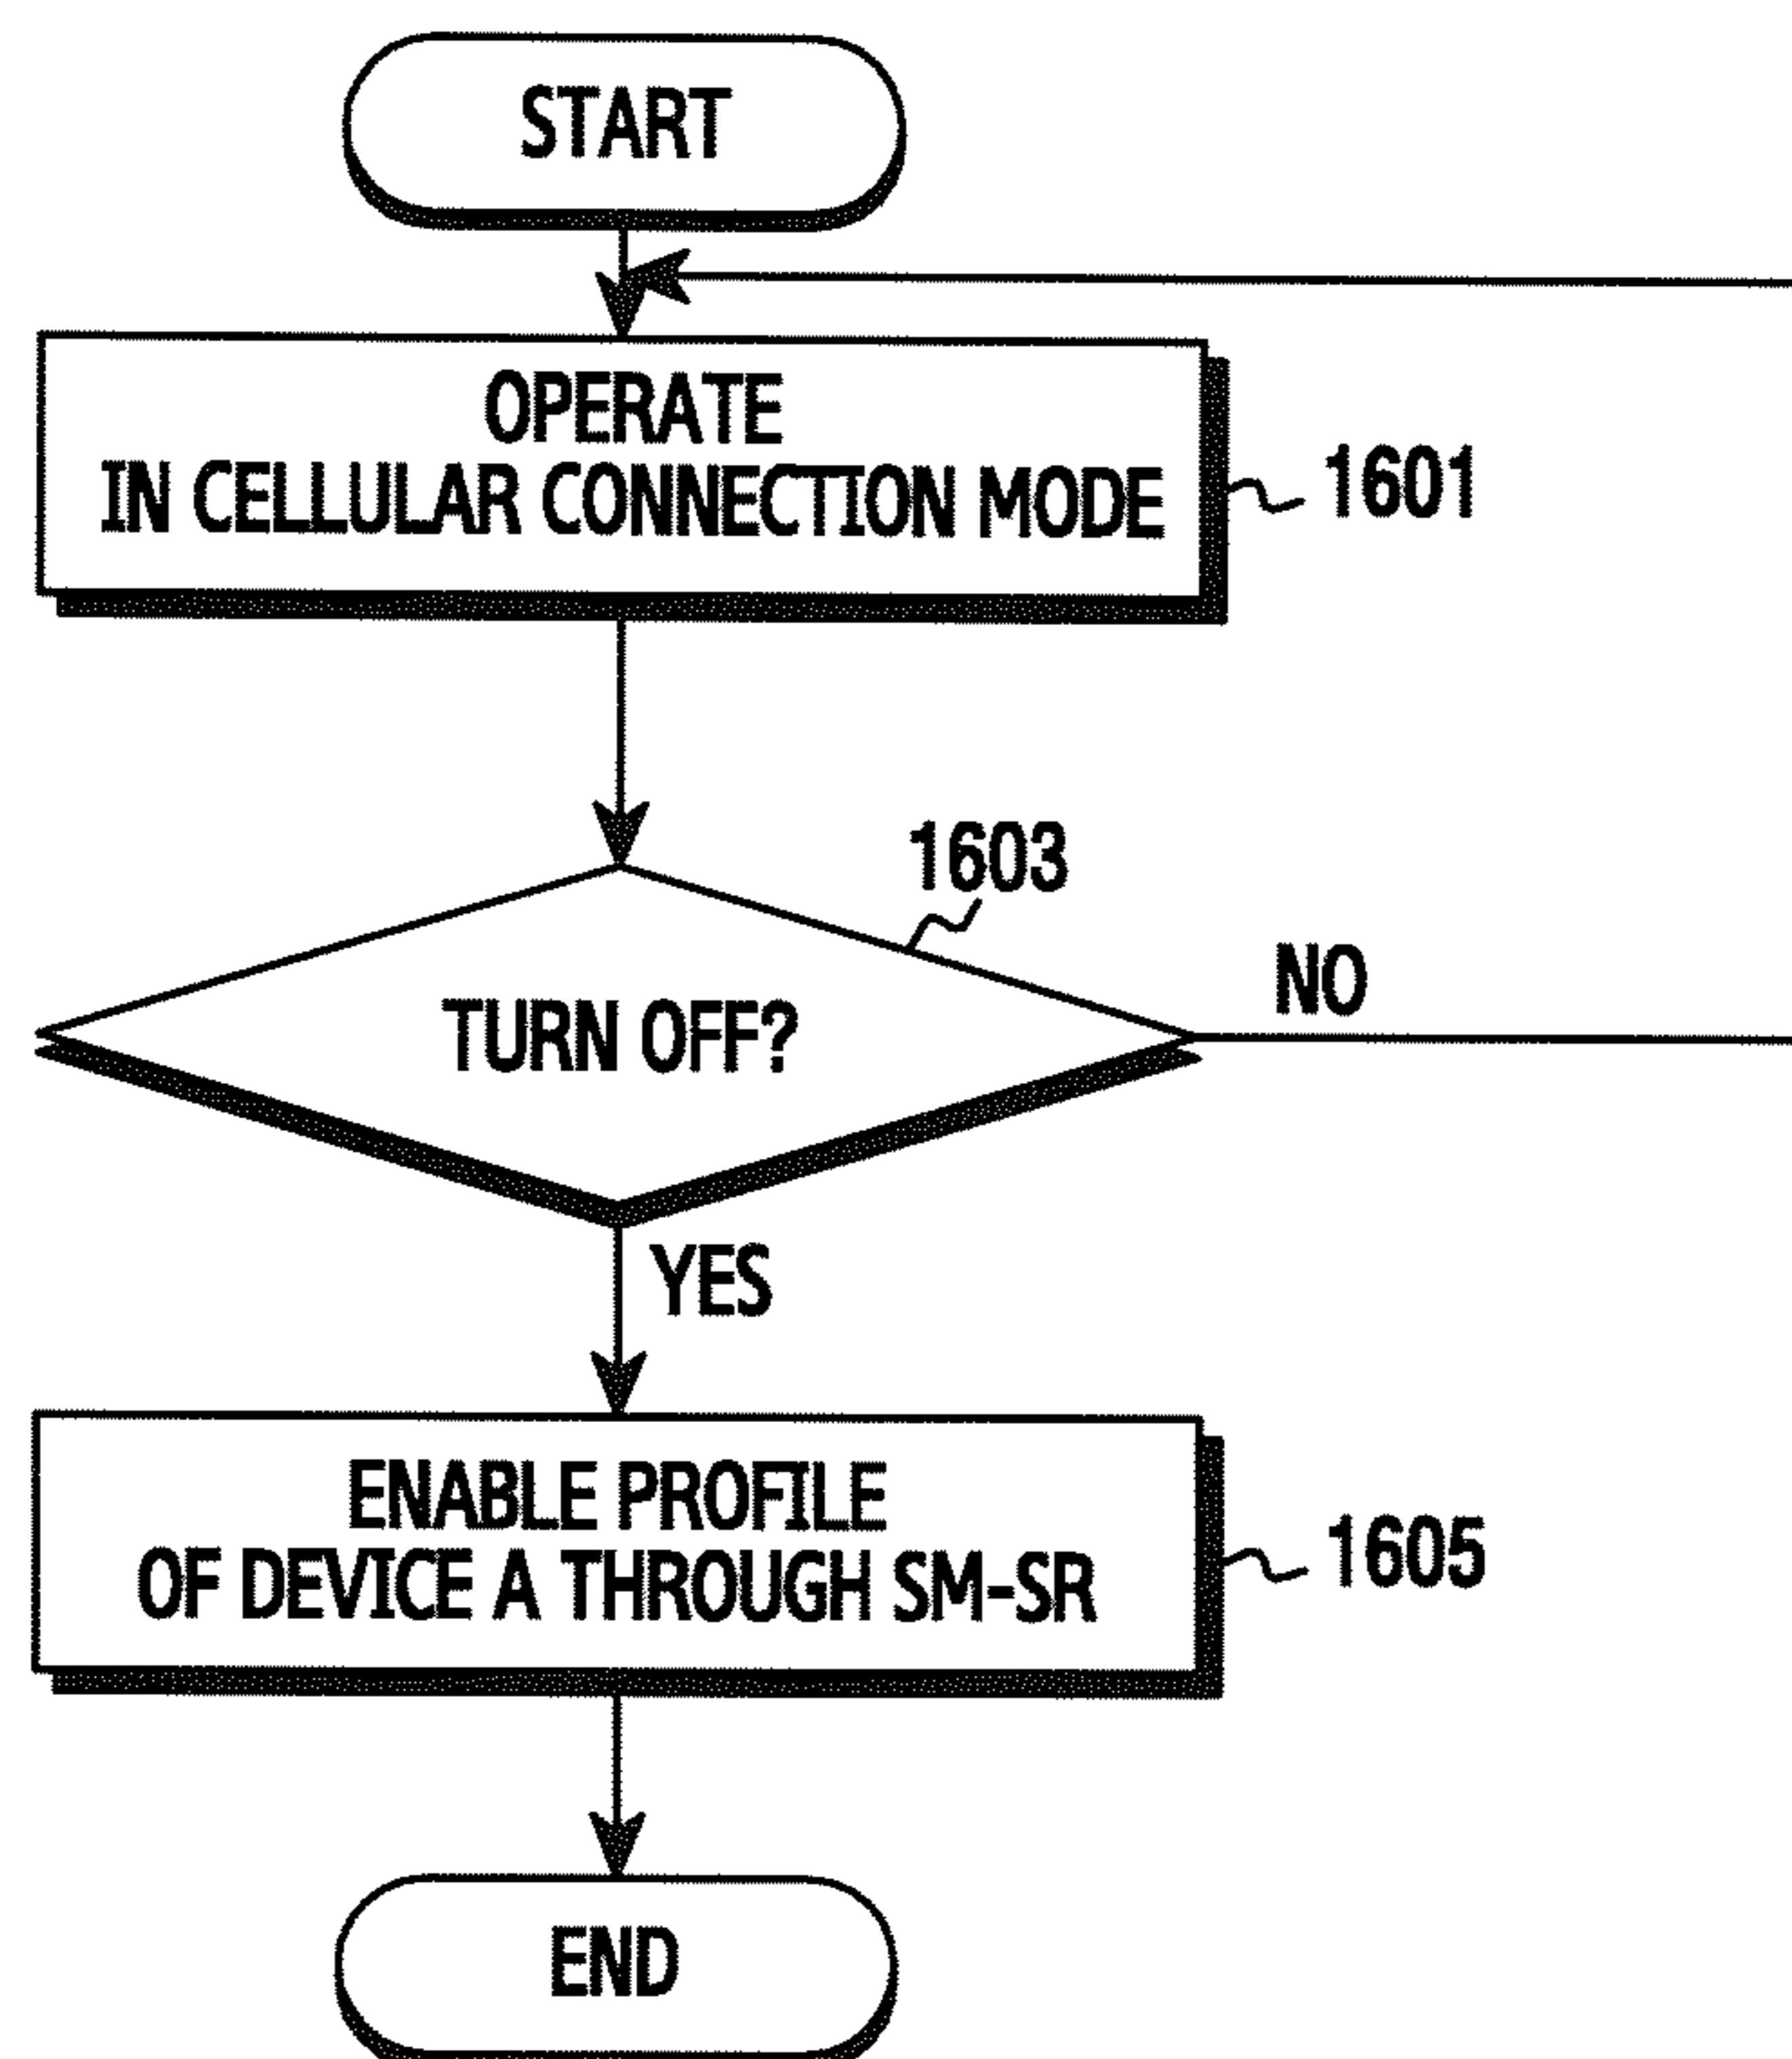 START
OPERATE
IN CELLULAR CONNECTION MODE
1601
1603
TURN OFF?
NO
YES
ENABLE PROFILE
OF DEVICE A THROUGH SM-SR
1605
END